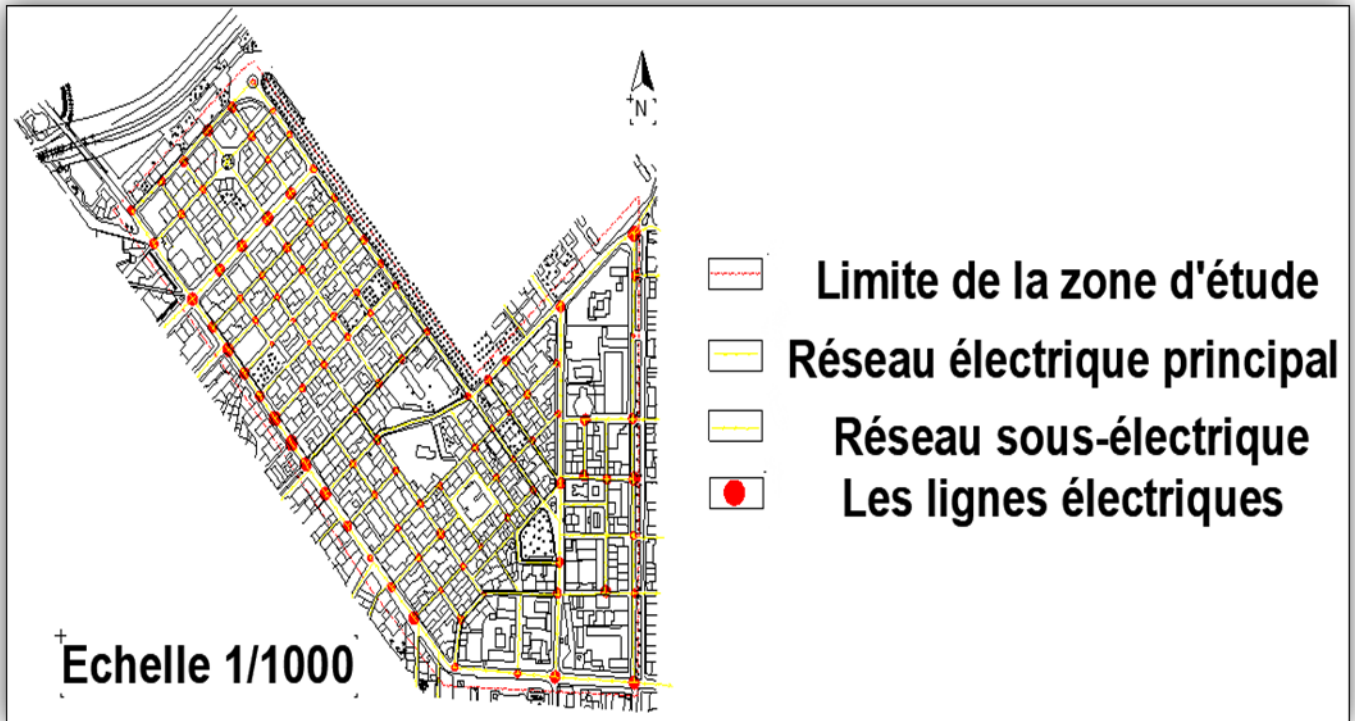 N
Limite de la zone d'étude
Réseau électrique principal
Réseau sous-électrique
Les lignes électriques
Echelle 1/1000